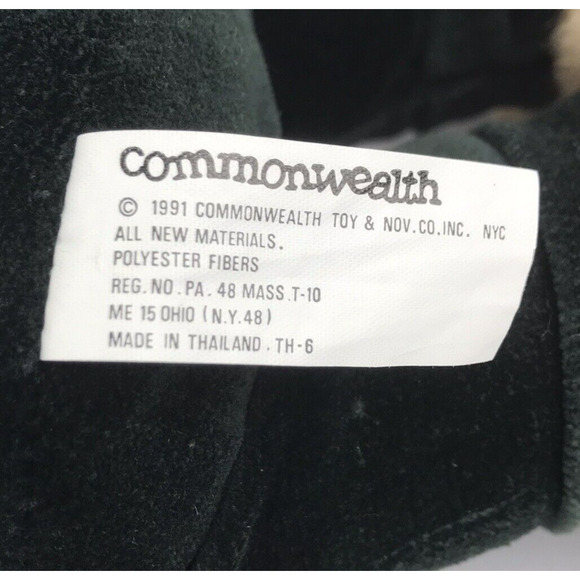 commonwealth
© 1991 COMMONWEALTH TOY & NOV.CO.INC. NYC
ALL NEW MATERIALS.
POLYESTER FIBERS
REG.NO.PA. 48 MASS.T-10
ME 15 OHIO (N.Y.48)
MADE IN THAILAND. TH-6